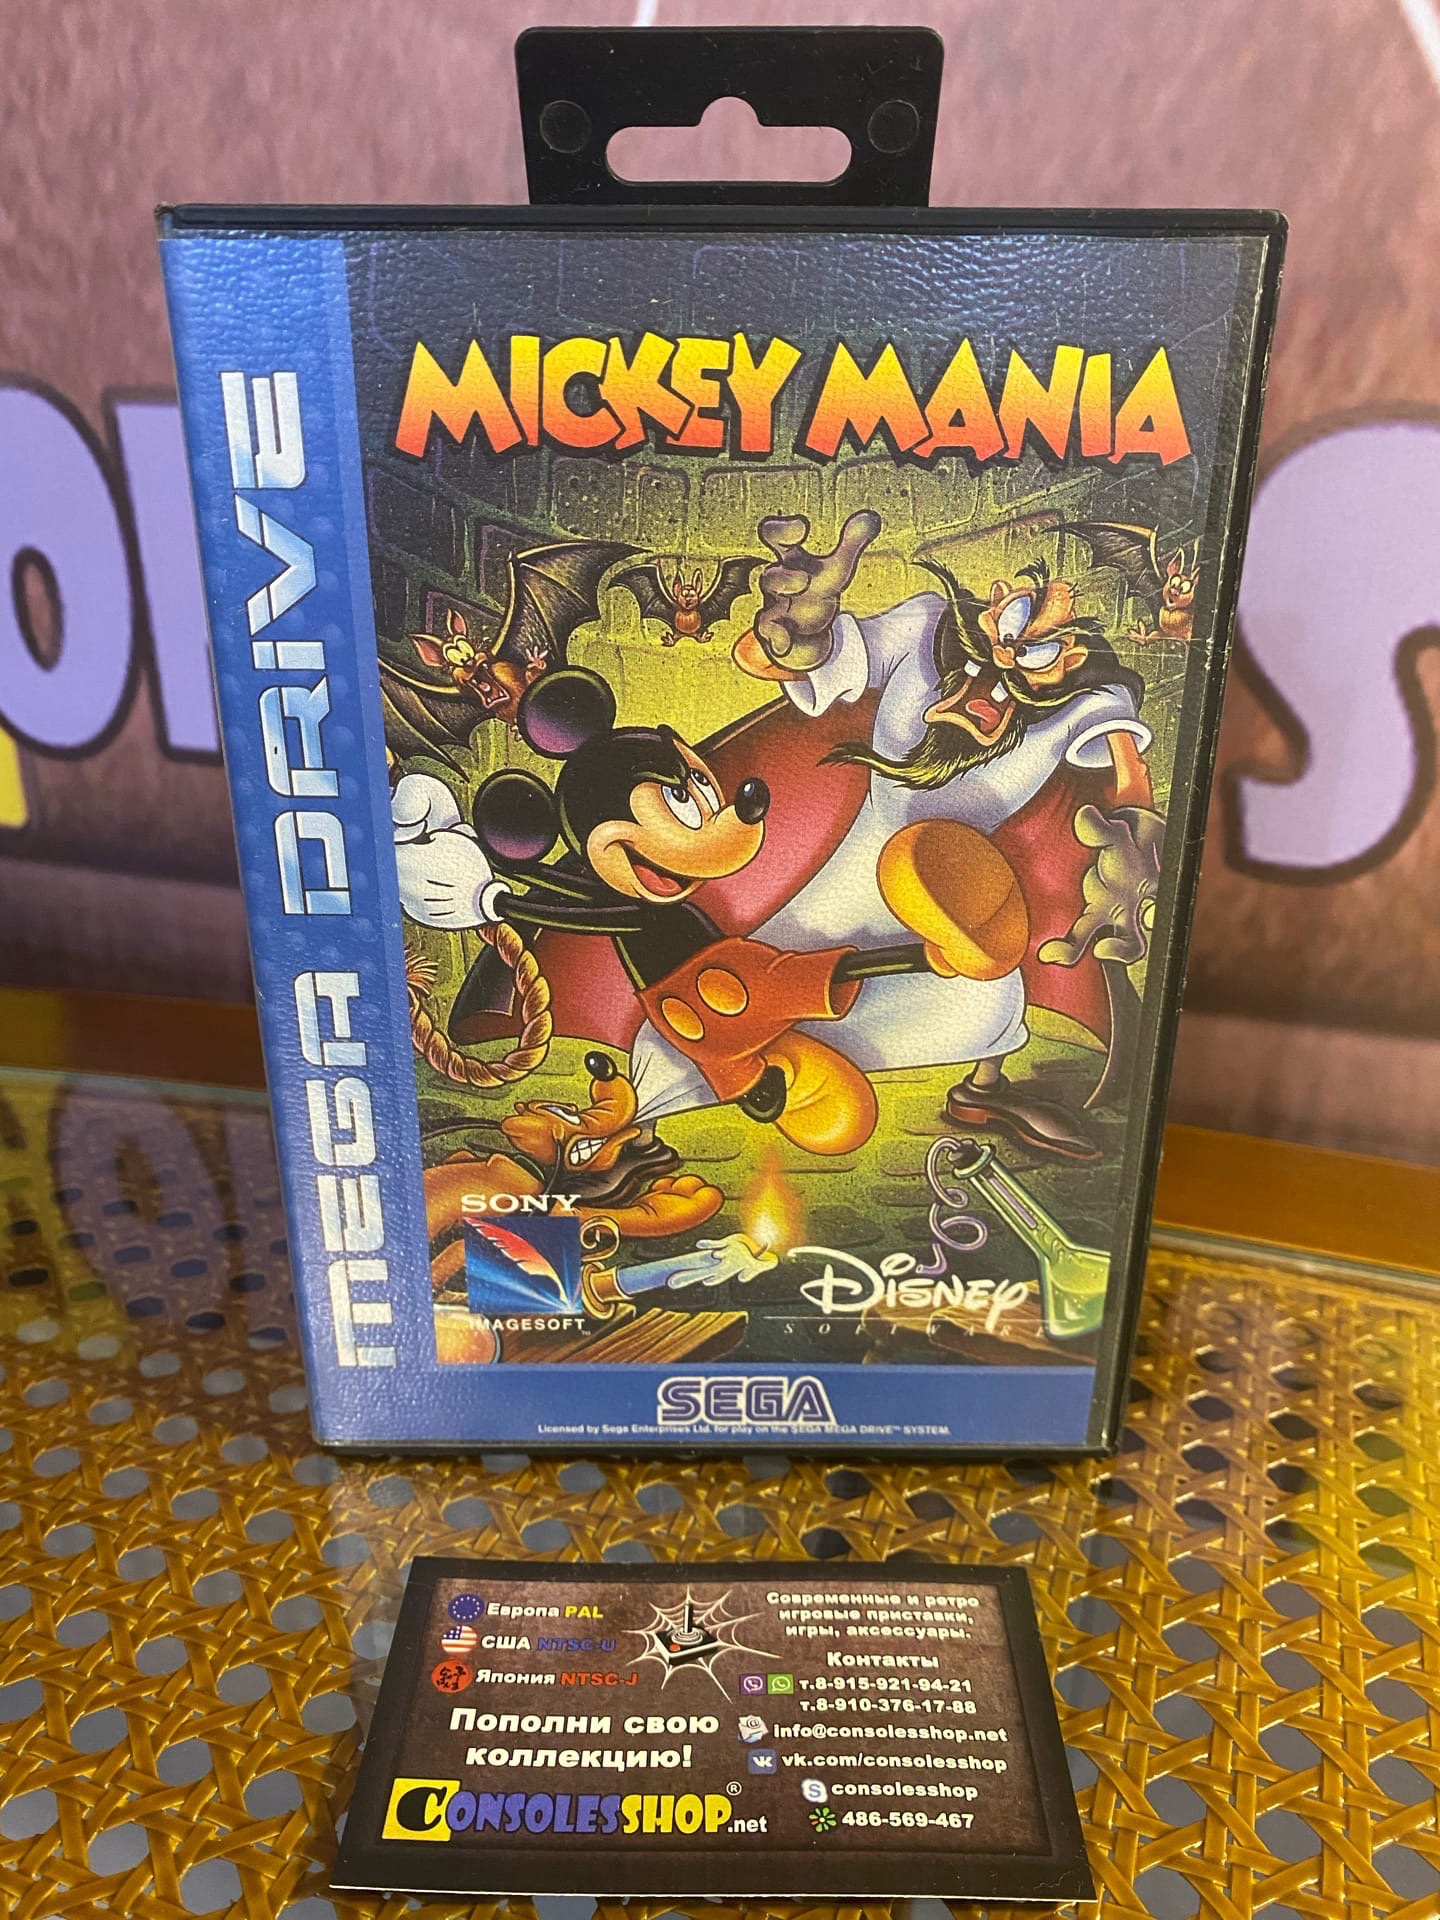 MICKEY MANIA
MEGA DRIVE
SONY
IMAGESOFT™
Disney
SOFTWARE
SEGA
Licensed by Sega Enterprises Ltd. for play on the SEGA MEGA DRIVE™ SYSTEM.
Европа PAL
США NTSC-U
Япония NTSC-J
Пополни свою
коллекцию!
CONSOLESSHOP®.net
Современные и ретро
игровые приставки,
игры, аксессуары.
Контакты
т.8-915-921-94-21
т.8-910-376-17-88
info@consolesshop.net
vk.com/consolesshop
consolesshop
486-569-467